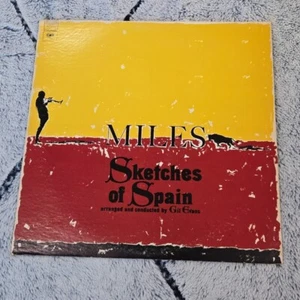 MILES
Sketches
of Spain
arranged and conducted by Gil Evans